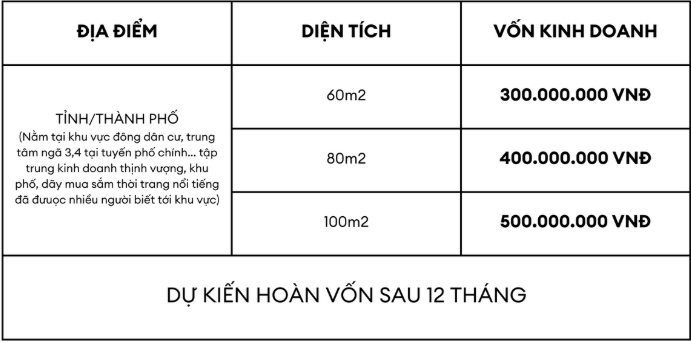 ĐỊA ĐIỂM
DIỆN TÍCH
VỐN KINH DOANH
TỈNH/THÀNH PHỐ
(Nằm tại khu vực đông dân cư, trung
tâm ngã 3,4 tại tuyến phố chính... tập
trung kinh doanh thịnh vượng, khu
phố, dãy mua sắm thời trang nổi tiếng
đã đưuọc nhiều người biết tới khu vực)
60m2
300.000.000 VNĐ
80m2
400.000.000 VNĐ
100m2
500.000.000 VNĐ
DỰ KIẾN HOÀN VỐN SAU 12 THÁNG